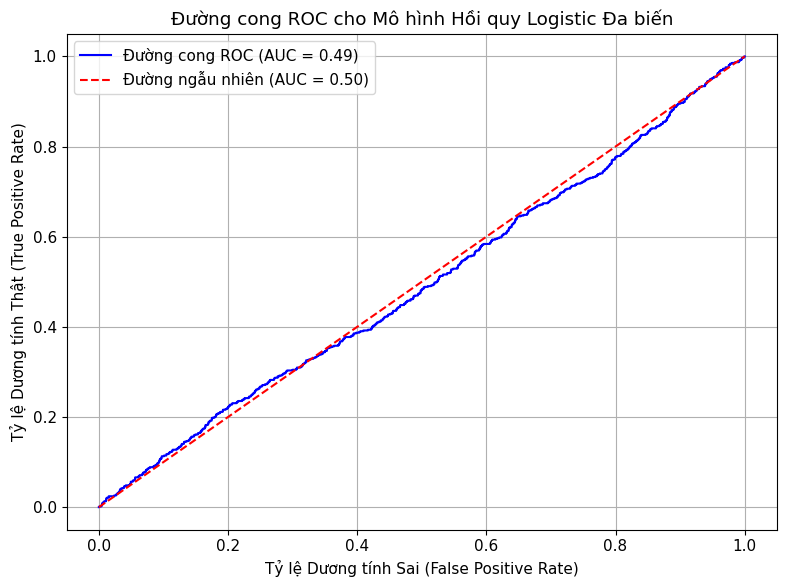 Đường cong ROC cho Mô hình Hồi quy Logistic Đa biến
Đường cong ROC (AUC = 0.49)
Đường ngẫu nhiên (AUC = 0.50)
Tỷ lệ Dương tính Thật (True Positive Rate)
1.0
0.8
0.6
0.4
0.2
0.0
0.0 0.2 0.4 0.6 0.8 1.0
Tỷ lệ Dương tính Sai (False Positive Rate)